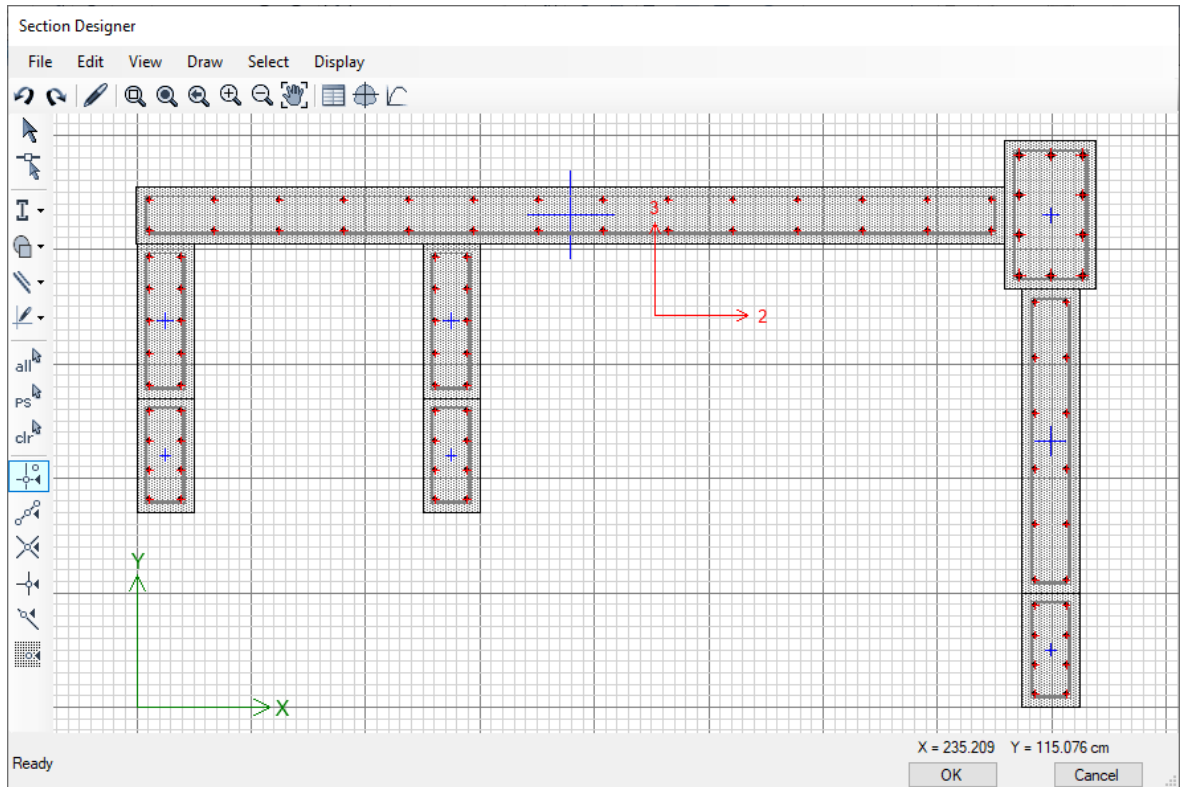 Section Designer
File Edit View Draw Select Display
all
PS
clr
3
2
Y
X
X = 235.209 Y = 115.076 cm
Ready
OK Cancel